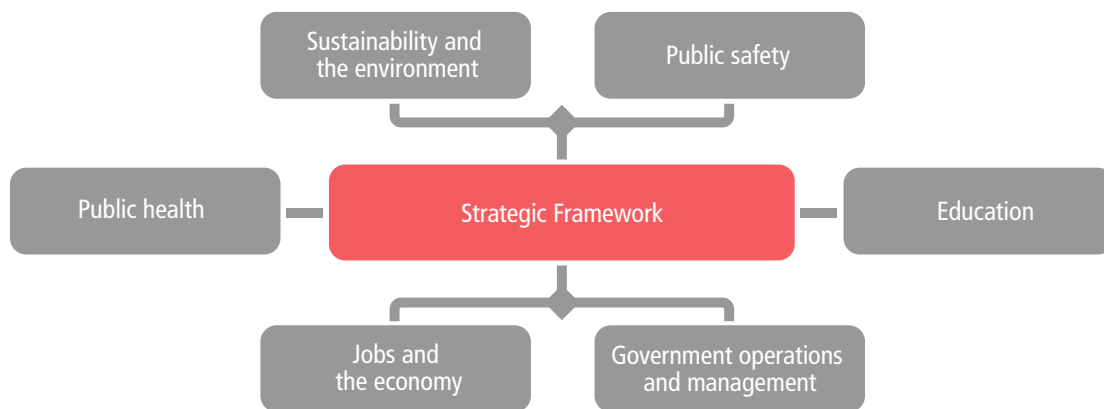 Sustainability and
the environment
Public safety
Public health
Strategic Framework
Education
Jobs and
the economy
Government operations
and management